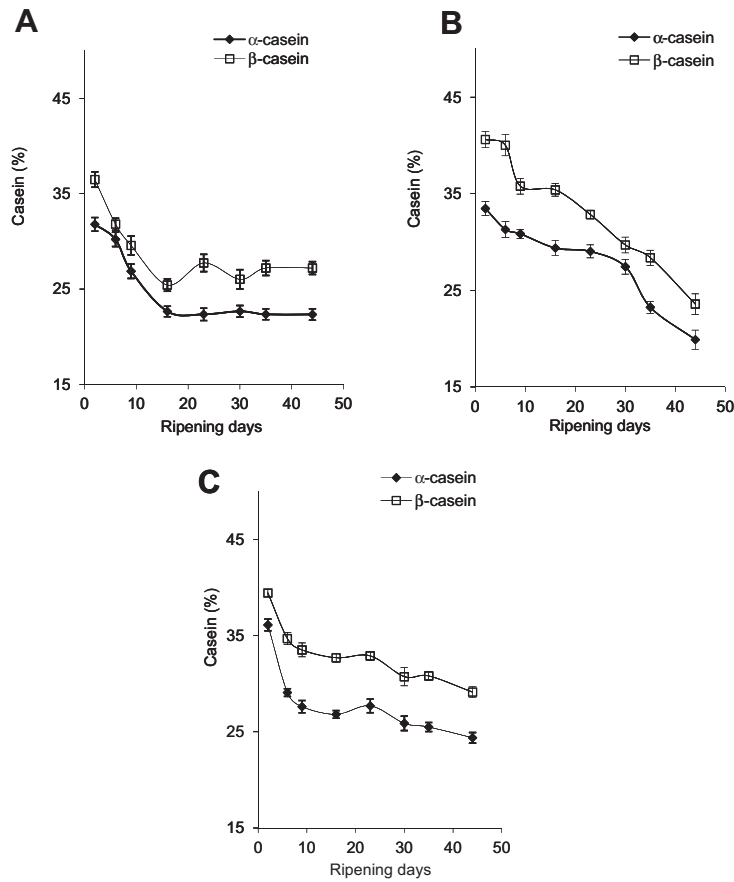 A
α-casein
β-casein
45
35
25
15
Casein (%)
0 10 20 30 40 50
Ripening days
B
α-casein
β-casein
45
35
25
15
Casein (%)
0 10 20 30 40 50
Ripening days
C
α-casein
β-casein
45
35
25
15
Casein (%)
0 10 20 30 40 50
Ripening days